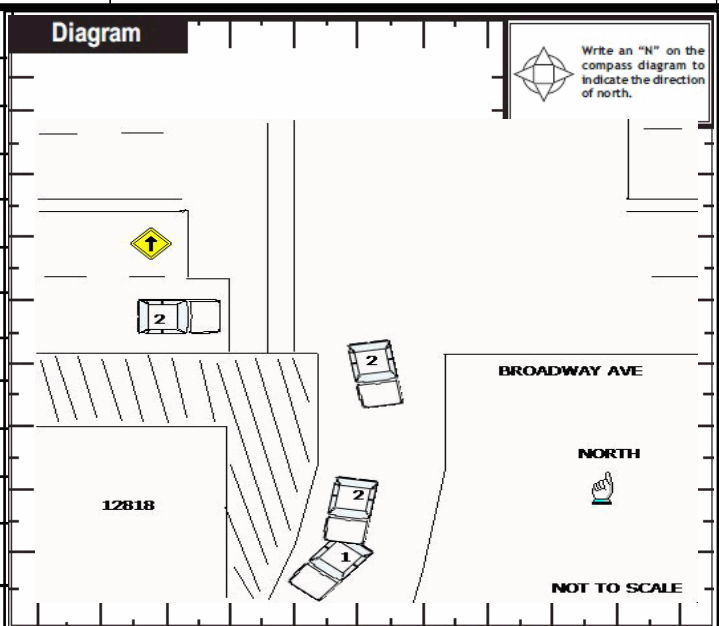 Diagram
Write an “N” on the
compass diagram to
indicate the direction
of north.
2
2
BROADWAY AVE
NORTH
12818
2
1
NOT TO SCALE